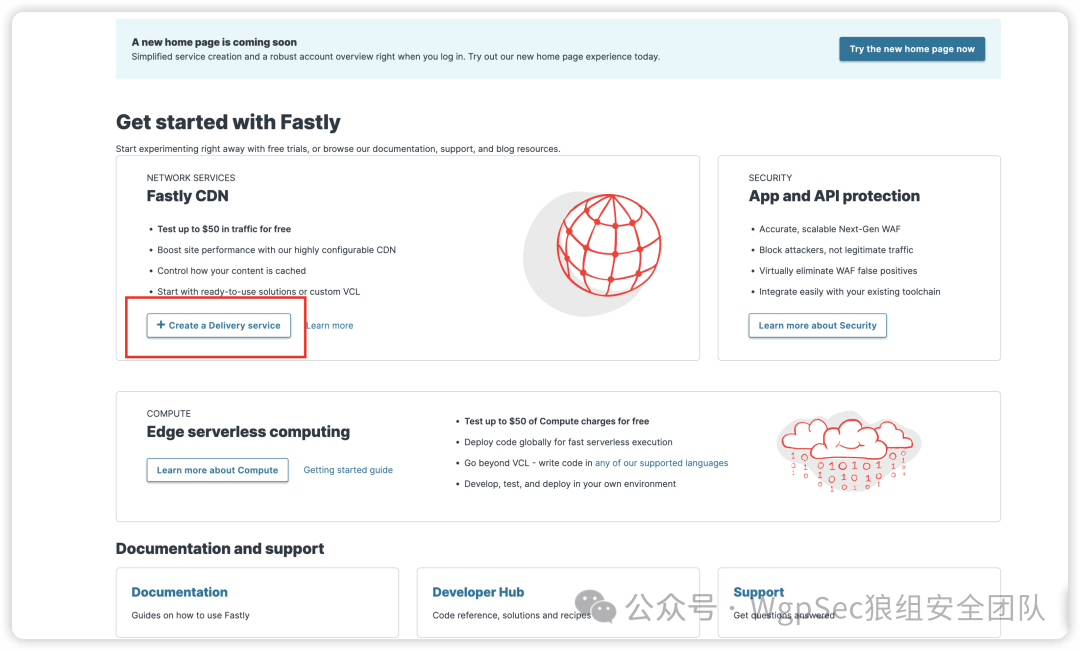 A new home page is coming soon
Simplified service creation and a robust account overview right when you log in. Try out our new home page experience today.
Try the new home page now
Get started with Fastly
Start experimenting right away with free trials, or browse our documentation, support, and blog resources.
NETWORK SERVICES
Fastly CDN
• Test up to $50 in traffic for free
• Boost site performance with our highly configurable CDN
• Control how your content is cached
• Start with ready-to-use solutions or custom VCL
+ Create a Delivery service
Learn more
SECURITY
App and API protection
• Accurate, scalable Next-Gen WAF
• Block attackers, not legitimate traffic
• Virtually eliminate WAF false positives
• Integrate easily with your existing toolchain
Learn more about Security
COMPUTE
Edge serverless computing
Learn more about Compute
Getting started guide
• Test up to $50 of Compute charges for free
• Deploy code globally for fast serverless execution
• Go beyond VCL - write code in any of our supported languages
• Develop, test, and deploy in your own environment
Documentation and support
Documentation
Guides on how to use Fastly
Developer Hub
Code reference, solutions and recipes
Support
Get questions answered
公众号 · WgpSec狼组安全团队